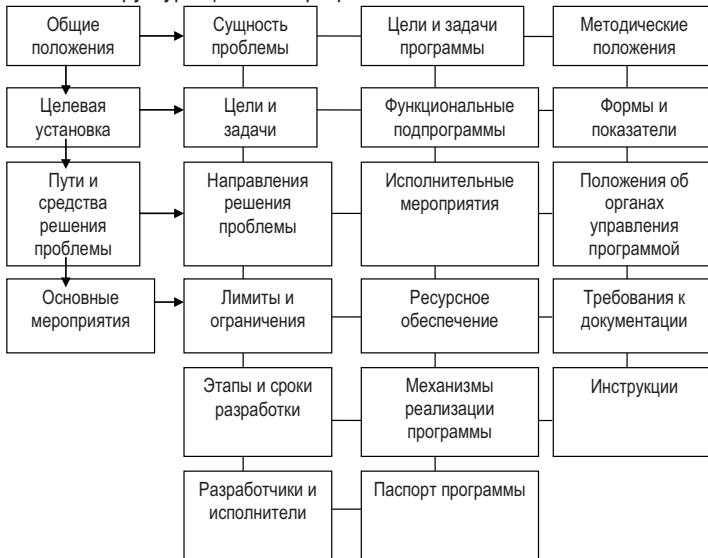 Общие
положения
Сущность
проблемы
Цели и задачи
программы
Методические
положения
Целевая
установка
Цели и
задачи
Функциональные
подпрограммы
Формы и
показатели
Пути и
средства
решения
проблемы
Направления
решения
проблемы
Исполнительные
мероприятия
Положения об
органах
управления
программой
Основные
мероприятия
Лимиты и
ограничения
Ресурсное
обеспечение
Требования к
документации
Этапы и сроки
разработки
Механизмы
реализации
программы
Инструкции
Разработчики и
исполнители
Паспорт программы